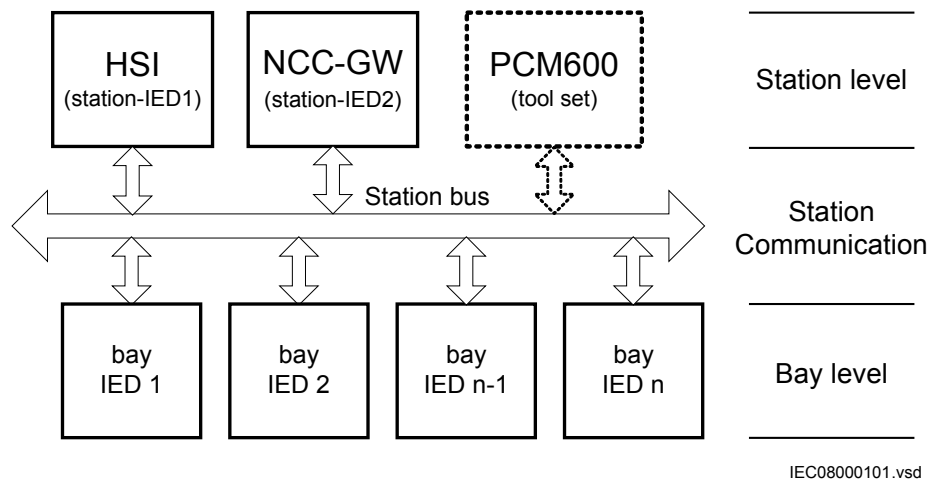 HSI
(station-IED1)
NCC-GW
(station-IED2)
PCM600
(tool set)
Station level
Station bus
Station
Communication
bay
IED 1
bay
IED 2
bay
IED n-1
bay
IED n
Bay level
IEC08000101.vsd